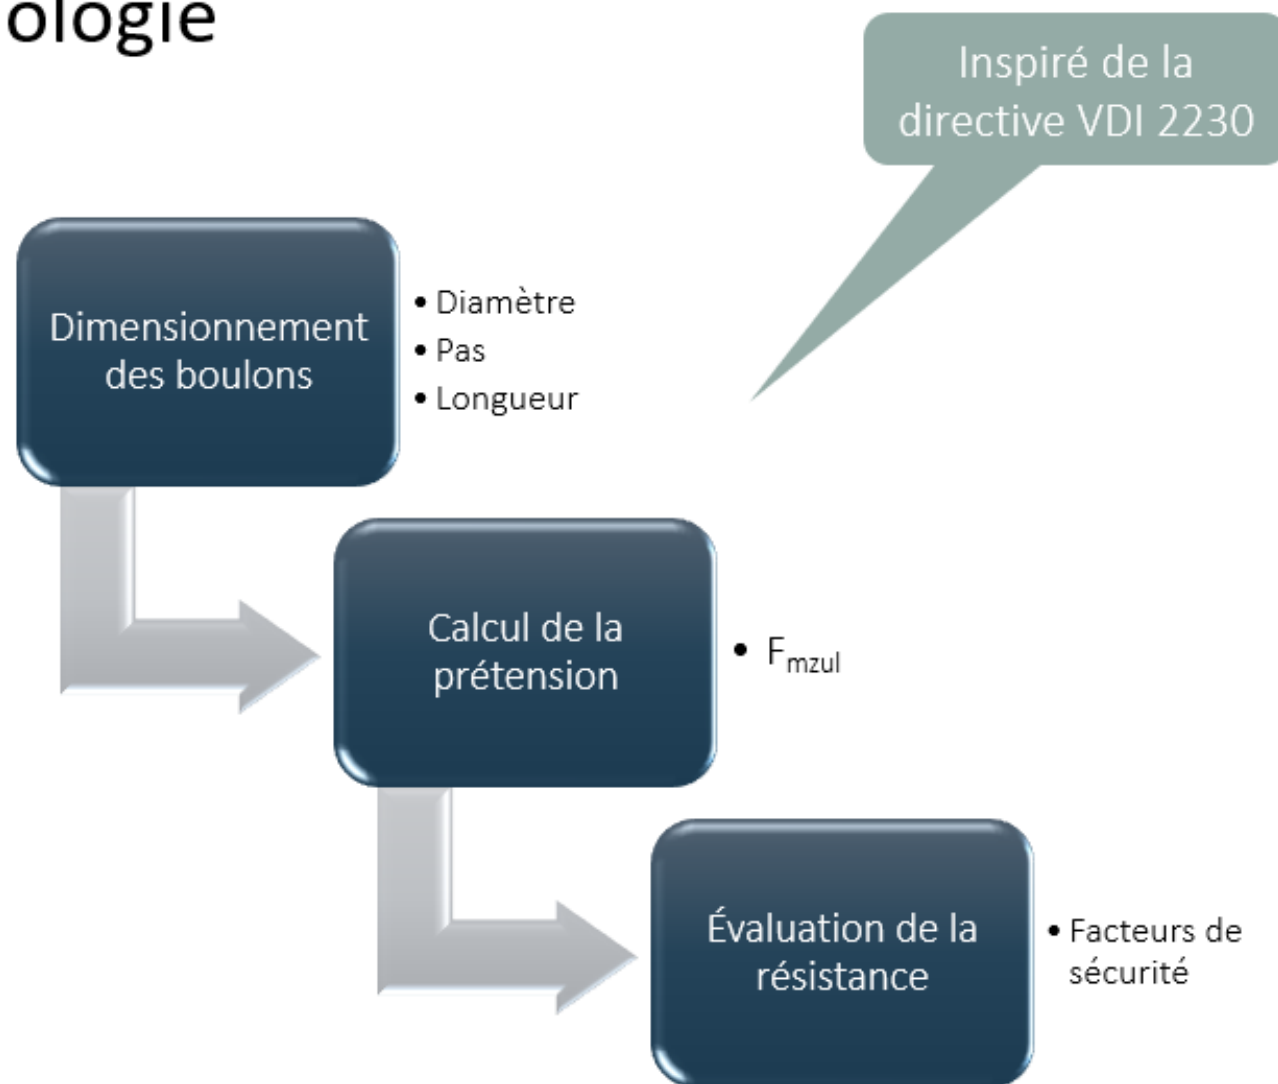 ologie
Inspiré de la
directive VDI 2230
Dimensionnement
des boulons
• Diamètre
• Pas
• Longueur
Calcul de la
prétension
• Fmzul
Évaluation de la
résistance
• Facteurs de
sécurité